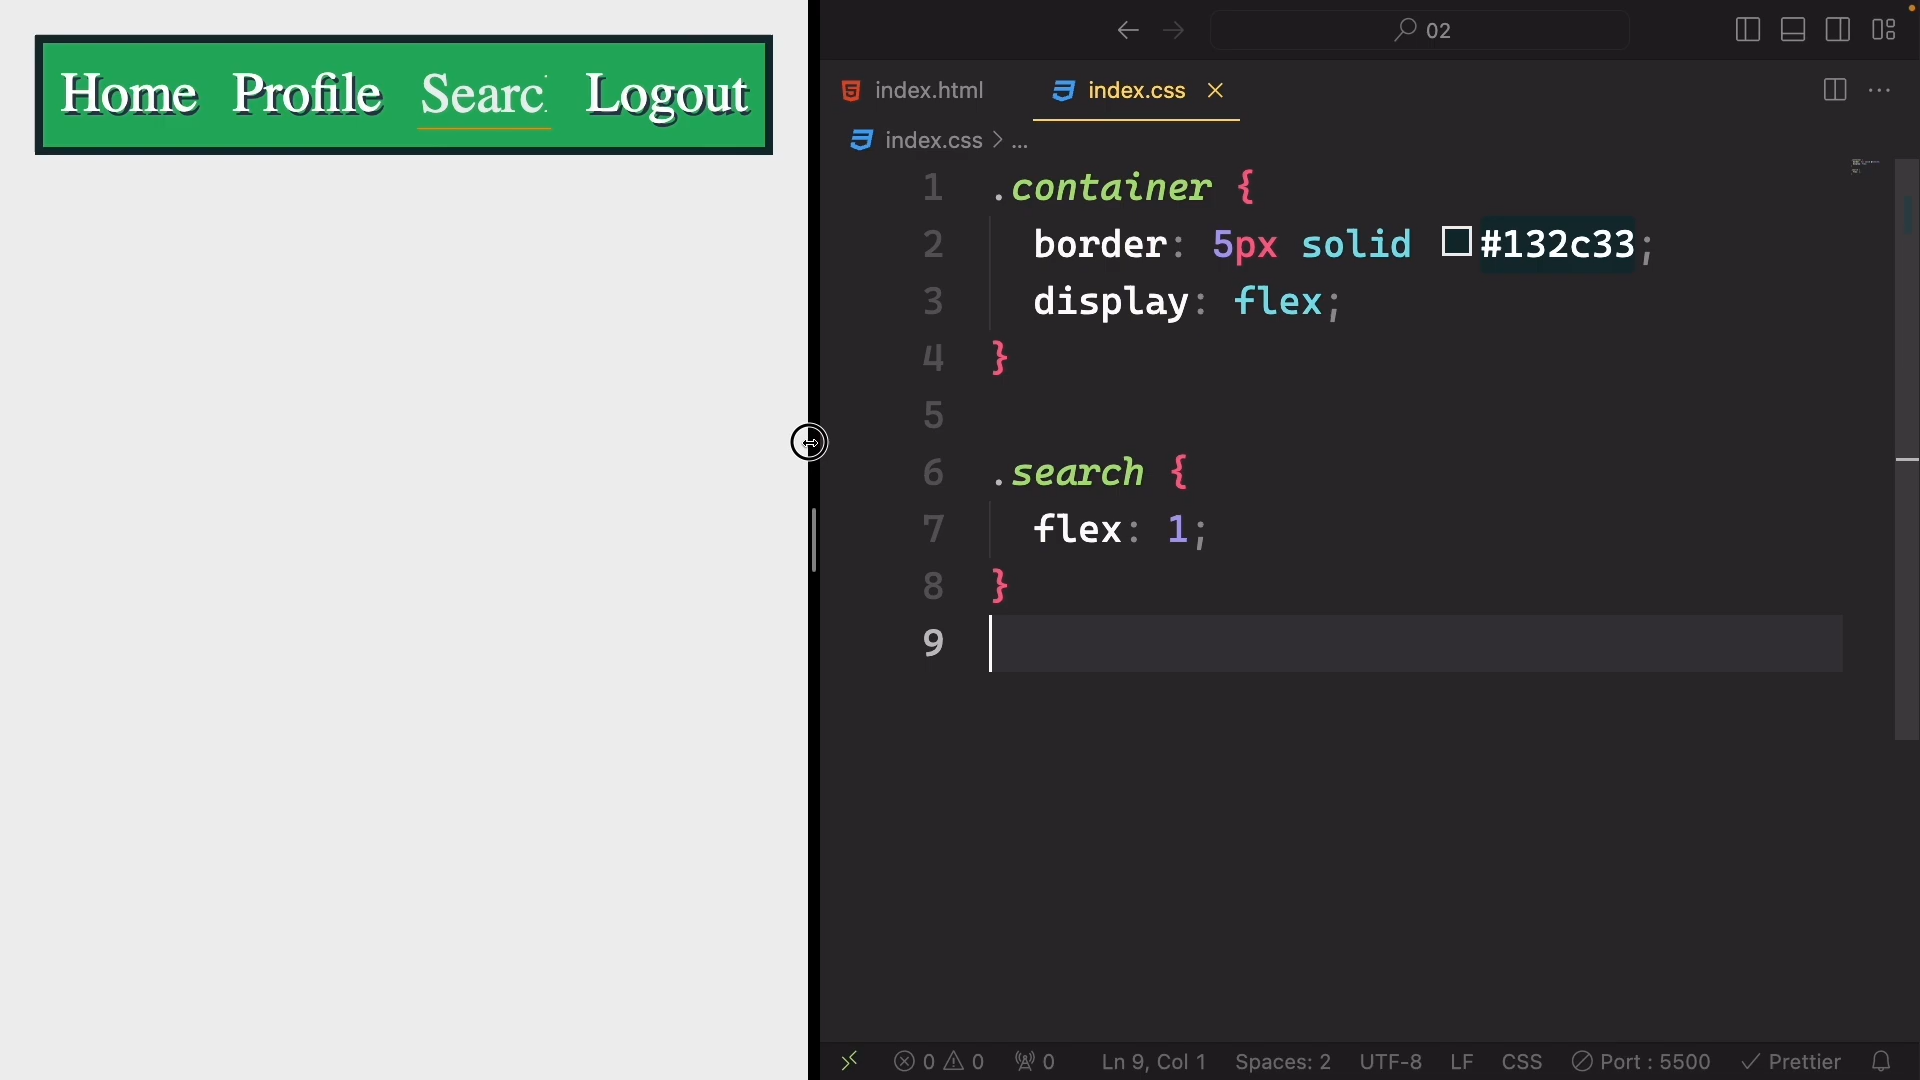 Home Profile Searc Logout
02
index.html index.css
index.css > ...
1 .container {
2 border: 5px solid #132c33;
3 display: flex;
4 }
5
6 .search {
7 flex: 1;
8 }
9
0 0 0 Ln 9, Col 1 Spaces: 2 UTF-8 LF CSS Port : 5500 Prettier